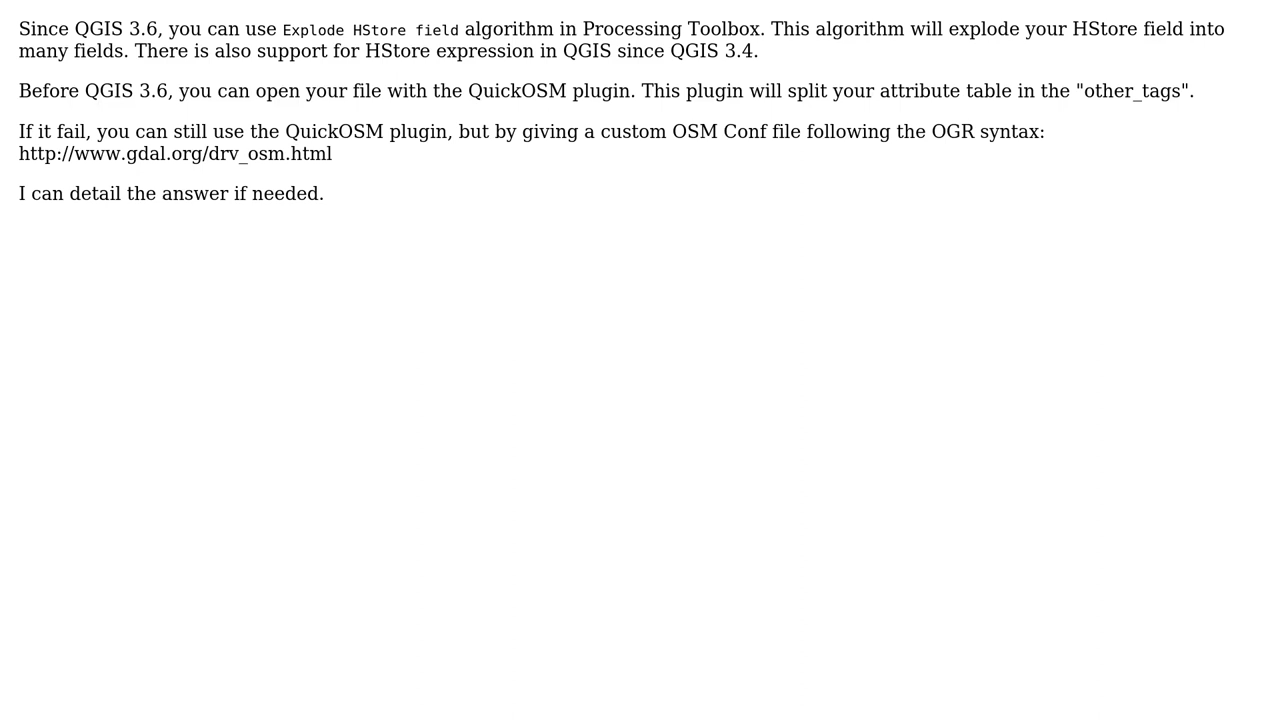 Since QGIS 3.6, you can use Explode HStore field algorithm in Processing Toolbox. This algorithm will explode your HStore field into
many fields. There is also support for HStore expression in QGIS since QGIS 3.4.
Before QGIS 3.6, you can open your file with the QuickOSM plugin. This plugin will split your attribute table in the "other_tags".
If it fail, you can still use the QuickOSM plugin, but by giving a custom OSM Conf file following the OGR syntax:
http://www.gdal.org/drv_osm.html
I can detail the answer if needed.